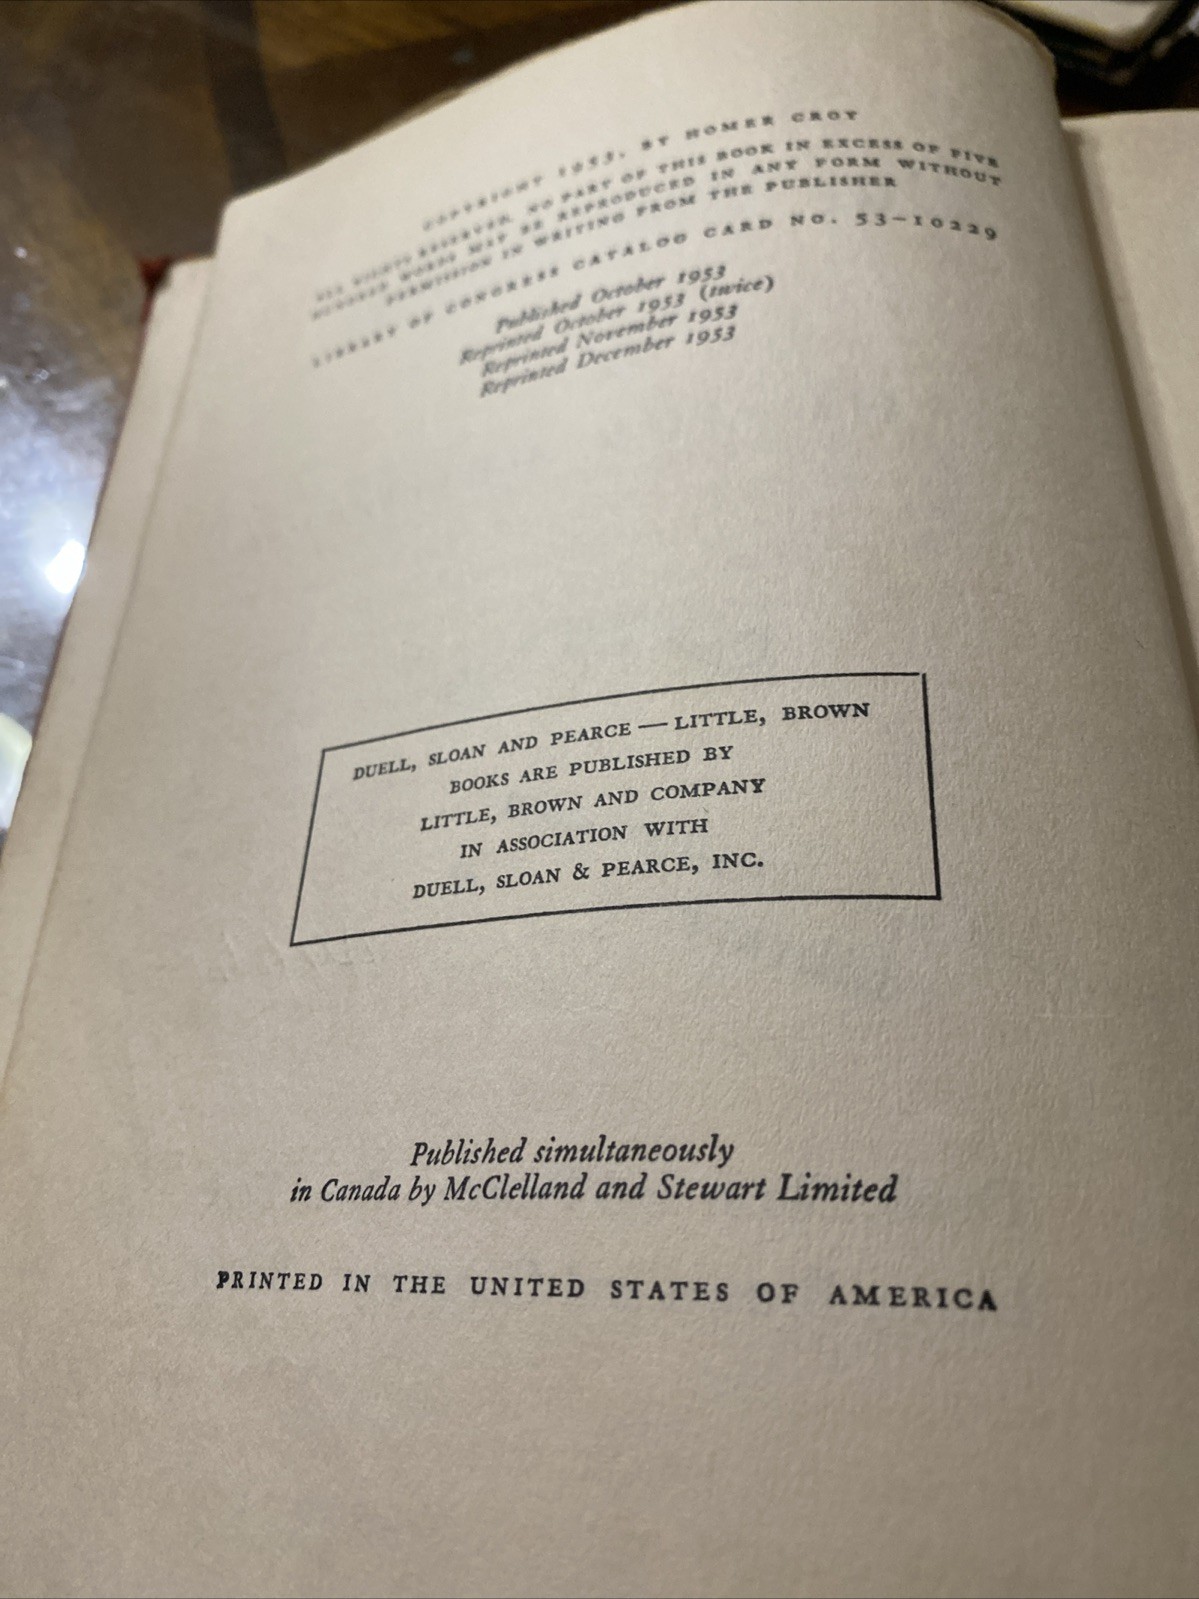 COPYRIGHT 1953, BY HOMER CROY
ALL RIGHTS RESERVED. NO PART OF THIS BOOK IN EXCESS OF FIVE
HUNDRED WORDS MAY BE REPRODUCED IN ANY FORM WITHOUT
PERMISSION IN WRITING FROM THE PUBLISHER
LIBRARY OF CONGRESS CATALOG CARD NO. 53-10229
Published October 1953
Reprinted October 1953 (twice)
Reprinted November 1953
Reprinted December 1953
DUELL, SLOAN AND PEARCE — LITTLE, BROWN
BOOKS ARE PUBLISHED BY
LITTLE, BROWN AND COMPANY
IN ASSOCIATION WITH
DUELL, SLOAN & PEARCE, INC.
Published simultaneously
in Canada by McClelland and Stewart Limited
PRINTED IN THE UNITED STATES OF AMERICA